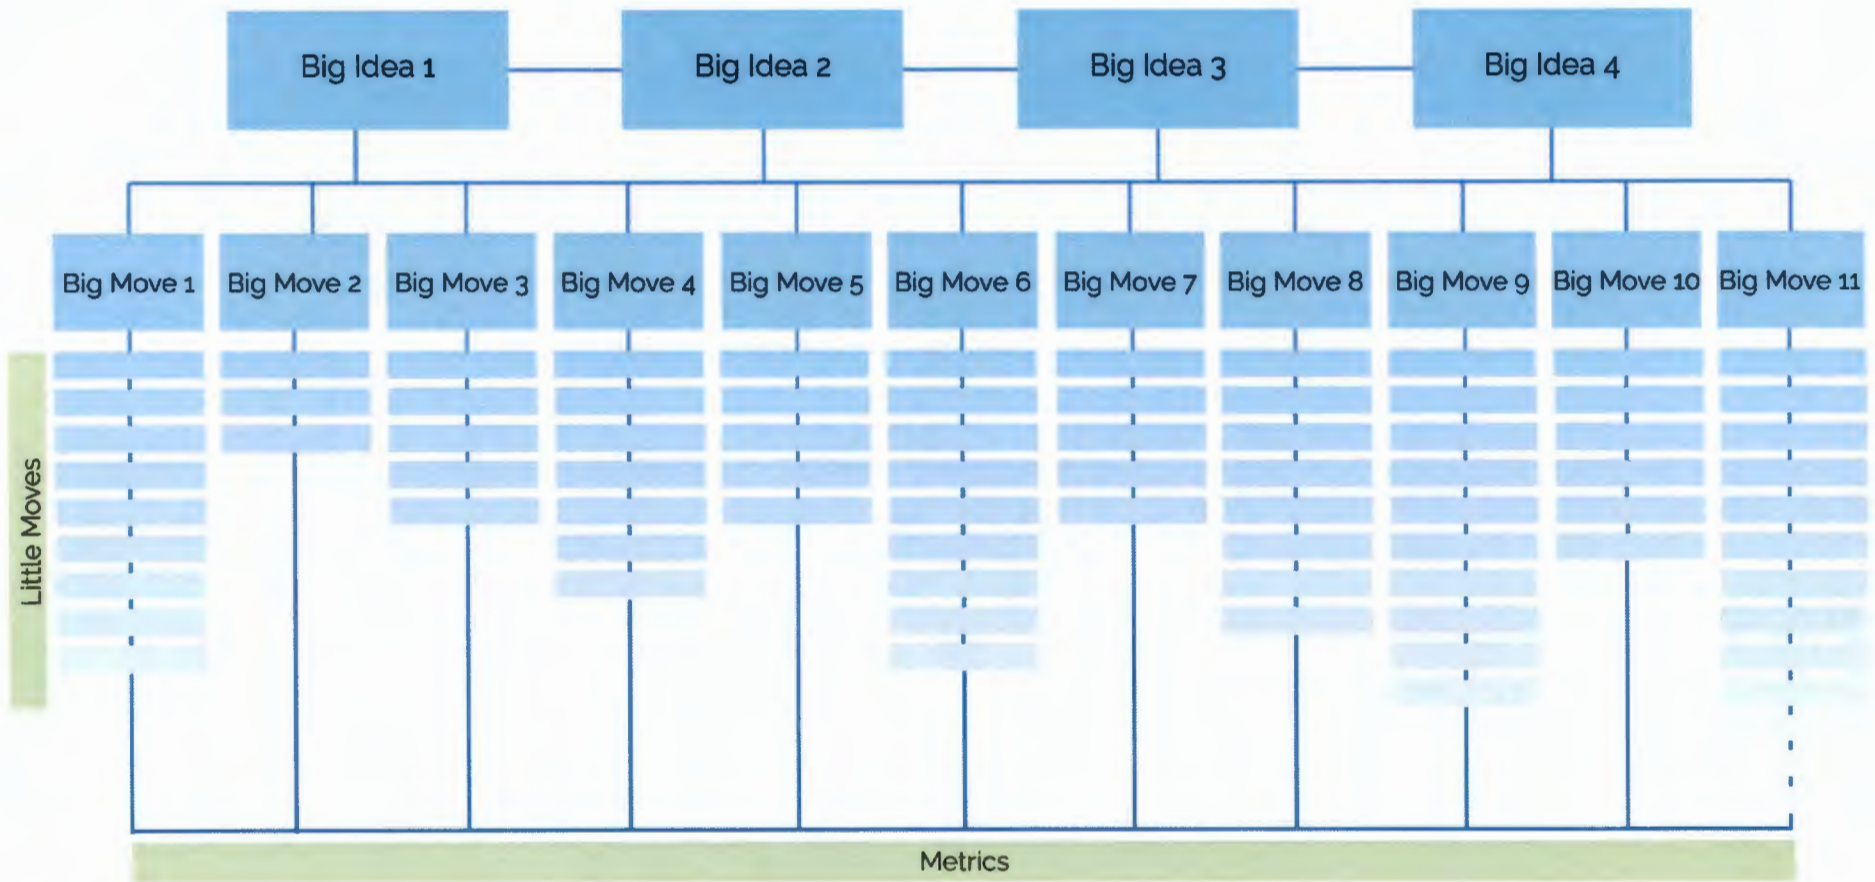 Big Idea 1
Big Idea 2
Big Idea 3
Big Idea 4
Big Move 1
Big Move 2
Big Move 3
Big Move 4
Big Move 5
Big Move 6
Big Move 7
Big Move 8
Big Move 9
Big Move 10
Big Move 11
Little Moves
Metrics